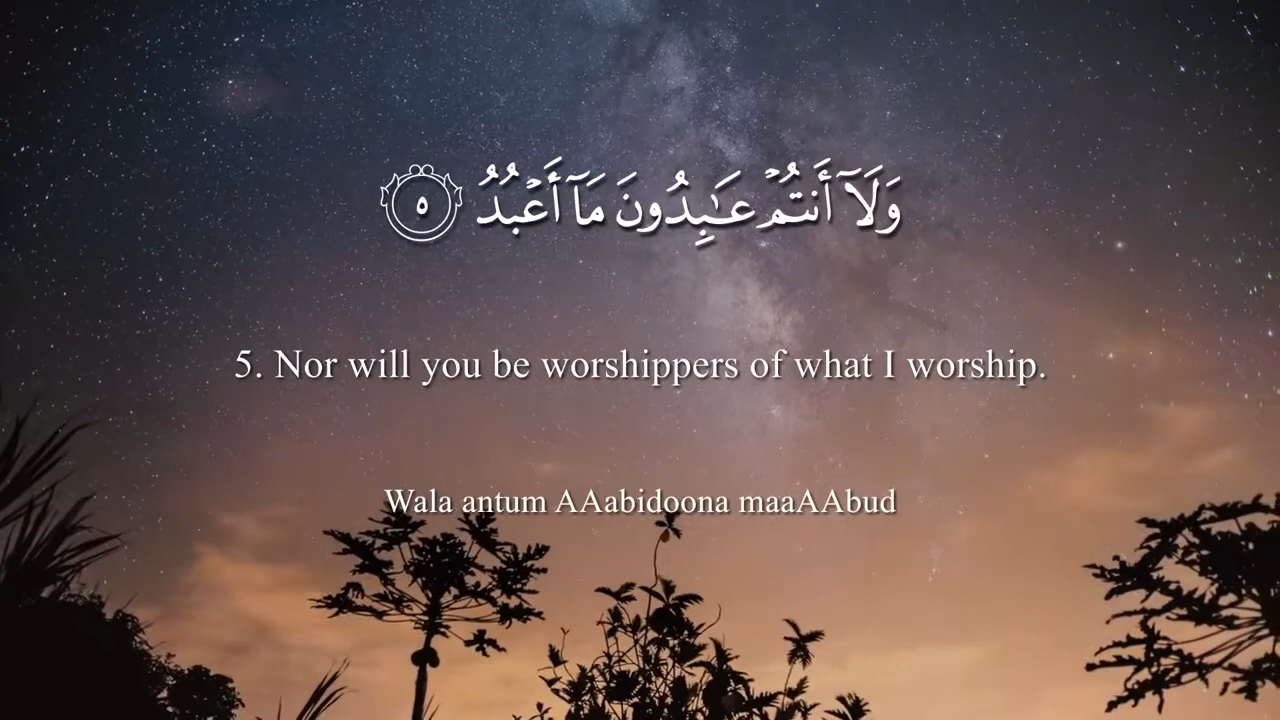 وَلَآ أَنتُمْ عَـٰبِدُونَ مَآ أَعْبُدُ ٥
5. Nor will you be worshippers of what I worship.
Wala antum AAabidoona maaAAbud